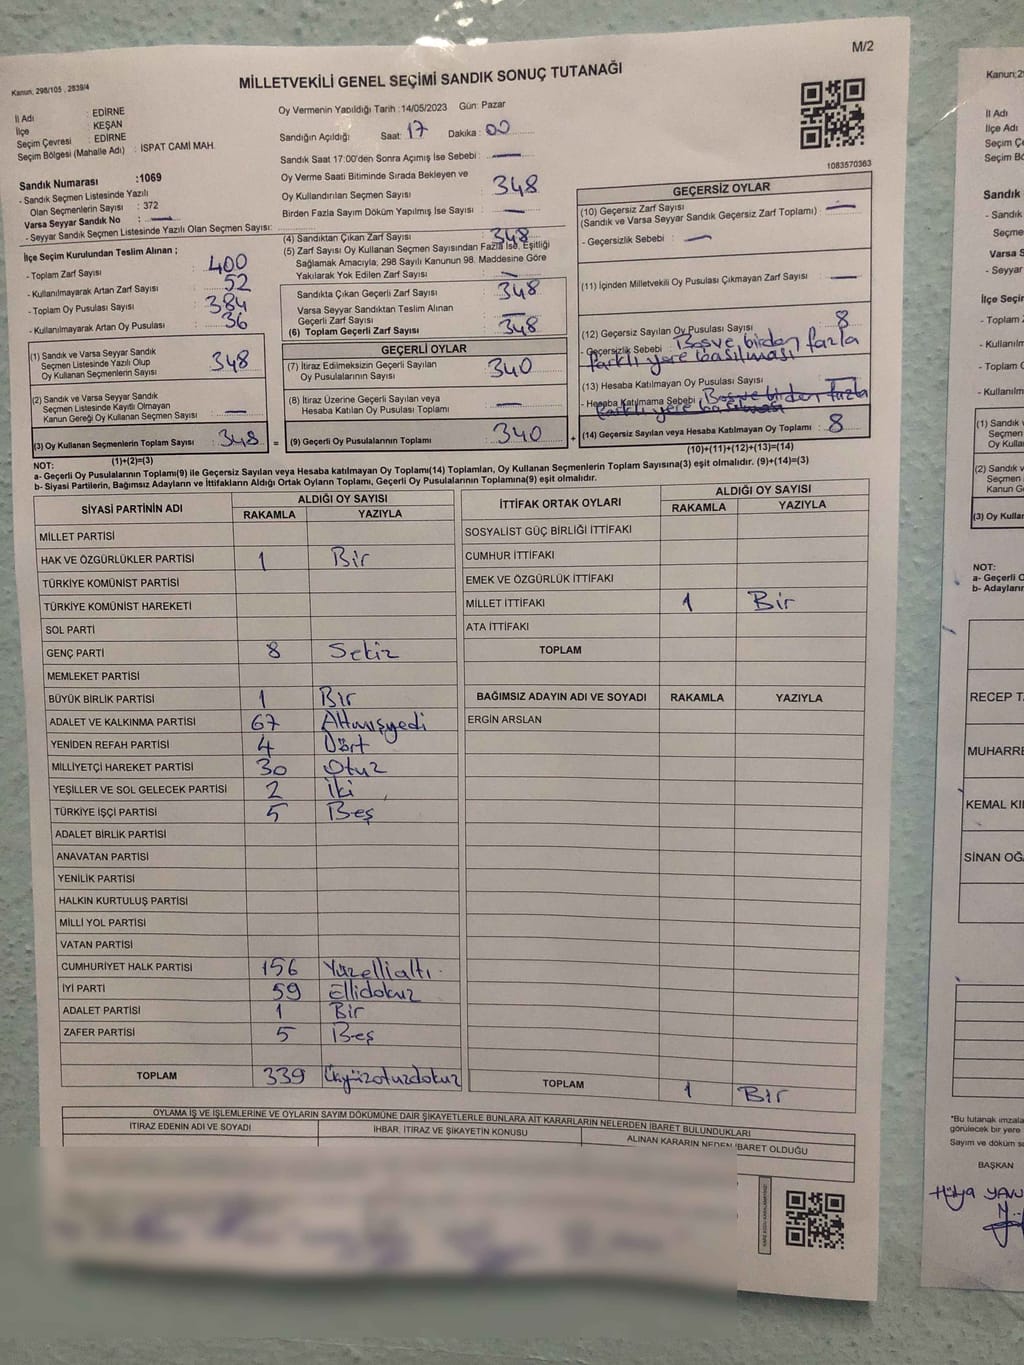 M/2
Kanun, 298/105 , 2839/4
MİLLETVEKİLİ GENEL SEÇİMİ SANDIK SONUÇ TUTANAĞI
İl Adı : EDİRNE
İlçe : KEŞAN
Seçim Çevresi : EDİRNE
Seçim Bölgesi (Mahalle Adı) : İSPAT CAMİ MAH.
Oy Vermenin Yapıldığı Tarih :14/05/2023 Gün: Pazar
Sandığın Açıldığı Saat: 17 Dakika : 00
Sandık Saat 17:00'den Sonra Açımış İse Sebebi : —
Oy Verme Saati Bitiminde Sırada Bekleyen ve
Oy Kullandırılan Seçmen Sayısı : 348
Birden Fazla Sayım Döküm Yapılmış İse Sayısı : —
1083570363
Sandık Numarası :1069
- Sandık Seçmen Listesinde Yazılı
Olan Seçmenlerin Sayısı : 372
Varsa Seyyar Sandık No : —
- Seyyar Sandık Seçmen Listesinde Yazılı Olan Seçmen Sayısı:
İlçe Seçim Kurulundan Teslim Alınan ;
- Toplam Zarf Sayısı : 400
- Kullanılmayarak Artan Zarf Sayısı : 52
- Toplam Oy Pusulası Sayısı : 384
- Kullanılmayarak Artan Oy Pusulası : 36
(4) Sandıktan Çıkan Zarf Sayısı : 348
(5) Zarf Sayısı Oy Kullanan Seçmen Sayısından Fazla İse, Eşitliği
Sağlamak Amacıyla; 298 Sayılı Kanunun 98. Maddesine Göre
Yakılarak Yok Edilen Zarf Sayısı : —
Sandıkta Çıkan Geçerli Zarf Sayısı : 348
Varsa Seyyar Sandıktan Teslim Alınan
Geçerli Zarf Sayısı : —
(6) Toplam Geçerli Zarf Sayısı : 348
GEÇERSİZ OYLAR
(10) Geçersiz Zarf Sayısı : —
(Sandık ve Varsa Seyyar Sandık Geçersiz Zarf Toplamı)
- Geçersizlik Sebebi : —
(11) İçinden Milletvekili Oy Pusulası Çıkmayan Zarf Sayısı : —
(12) Geçersiz Sayılan Oy Pusulası Sayısı : 8
- Geçersizlik Sebebi : Boş ve birden fazla
farklı yere basılması
(13) Hesaba Katılmayan Oy Pusulası Sayısı : —
- Hesaba Katılmama Sebebi : Boş ve birden fazla
farklı yere basılması
(14) Geçersiz Sayılan veya Hesaba Katılmayan Oy Toplamı : 8
(10)+(11)+(12)+(13)=(14)
(1) Sandık ve Varsa Seyyar Sandık
Seçmen Listesinde Yazılı Olup
Oy Kullanan Seçmenlerin Sayısı : 348
(2) Sandık ve Varsa Seyyar Sandık
Seçmen Listesinde Kayıtlı Olmayan
Kanun Gereği Oy Kullanan Seçmen Sayısı : —
(3) Oy Kullanan Seçmenlerin Toplam Sayısı : 348 =
(1)+(2)=(3)
GEÇERLİ OYLAR
(7) İtiraz Edilmeksizin Geçerli Sayılan
Oy Pusulalarının Sayısı : 340
(8) İtiraz Üzerine Geçerli Sayılan veya
Hesaba Katılan Oy Pusulası Toplamı : —
(9) Geçerli Oy Pusulalarının Toplamı : 340 +
NOT:
a- Geçerli Oy Pusulalarının Toplamı(9) ile Geçersiz Sayılan veya Hesaba katılmayan Oy Toplamı(14) Toplamları, Oy Kullanan Seçmenlerin Toplam Sayısına(3) eşit olmalıdır. (9)+(14)=(3)
b- Siyasi Partilerin, Bağımsız Adayların ve İttifakların Aldığı Ortak Oyların Toplamı, Geçerli Oy Pusulalarının Toplamına(9) eşit olmalıdır.
SİYASİ PARTİNİN ADI ALDIĞI OY SAYISI
RAKAMLA YAZIYLA
MİLLET PARTİSİ
HAK VE ÖZGÜRLÜKLER PARTİSİ 1 Bir
TÜRKİYE KOMÜNİST PARTİSİ
TÜRKİYE KOMÜNİST HAREKETİ
SOL PARTİ
GENÇ PARTİ 8 Sekiz
MEMLEKET PARTİSİ
BÜYÜK BİRLİK PARTİSİ 1 Bir
ADALET VE KALKINMA PARTİSİ 67 Altmışyedi
YENİDEN REFAH PARTİSİ 4 Dört
MİLLİYETÇİ HAREKET PARTİSİ 30 Otuz
YEŞİLLER VE SOL GELECEK PARTİSİ 2 İki
TÜRKİYE İŞÇİ PARTİSİ 5 Beş
ADALET BİRLİK PARTİSİ
ANAVATAN PARTİSİ
YENİLİK PARTİSİ
HALKIN KURTULUŞ PARTİSİ
MİLLİ YOL PARTİSİ
VATAN PARTİSİ
CUMHURİYET HALK PARTİSİ 156 Yüzellialtı
İYİ PARTİ 59 Ellidokuz
ADALET PARTİSİ 1 Bir
ZAFER PARTİSİ 5 Beş
TOPLAM 339 Üçyüzotuzdokuz
İTTİFAK ORTAK OYLARI ALDIĞI OY SAYISI
RAKAMLA YAZIYLA
SOSYALİST GÜÇ BİRLİĞİ İTTİFAKI
CUMHUR İTTİFAKI
EMEK VE ÖZGÜRLÜK İTTİFAKI
MİLLET İTTİFAKI 1 Bir
ATA İTTİFAKI
TOPLAM
BAĞIMSIZ ADAYIN ADI VE SOYADI RAKAMLA YAZIYLA
ERGİN ARSLAN
TOPLAM 1 Bir
OYLAMA İŞ VE İŞLEMLERİNE VE OYLARIN SAYIM DÖKÜMÜNE DAİR ŞİKAYETLERLE BUNLARA AİT KARARLARIN NELERDEN İBARET BULUNDUKLARI
İTİRAZ EDENİN ADI VE SOYADI İHBAR, İTİRAZ VE ŞİKAYETİN KONUSU ALINAN KARARIN NEDEN İBARET OLDUĞU
Kanun,
İl Adı
İlçe Adı
Seçim
Seçim
Sandık
- Sandık
Seçme
Varsa
- Seyyar
İlçe Seçi
- Toplam
- Kullanılm
- Toplam
- Kullanılm
(1) Sandık
Seçmen
Oy Kulla
(2) Sandık
Seçmen
Kanun G
(3) Oy Kullan
NOT:
a- Geçerli
b- Adayların
RECEP
MUHARRE
KEMAL
SİNAN
*Bu tutanak imzala
görülecek bir yere
Sayım ve döküm
BAŞKAN
Hülya